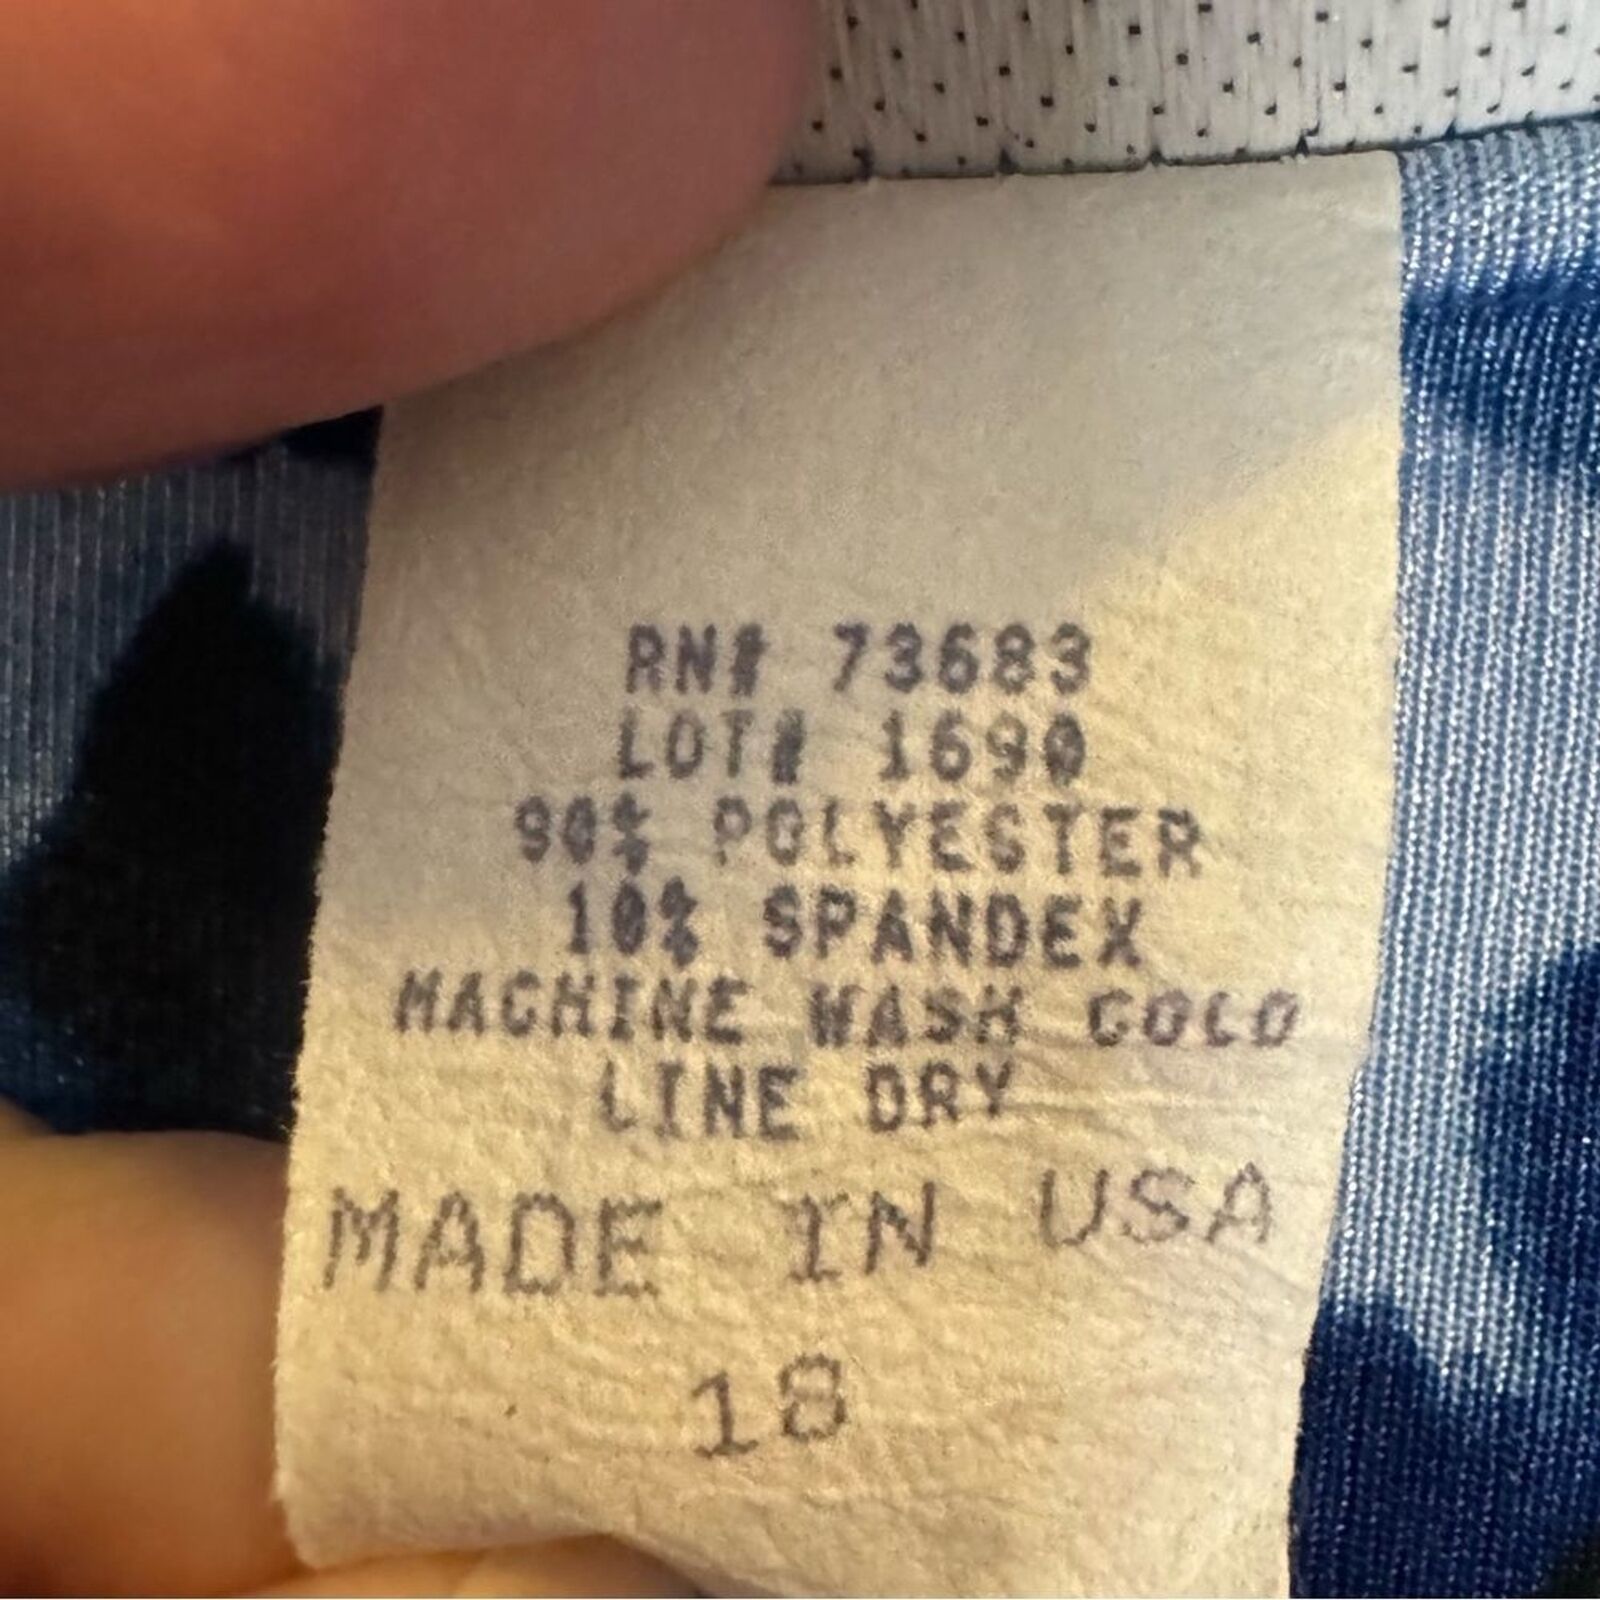 RN# 73683
LOT# 1690
90% POLYESTER
10% SPANDEX
MACHINE WASH COLD
LINE DRY
MADE IN USA
18